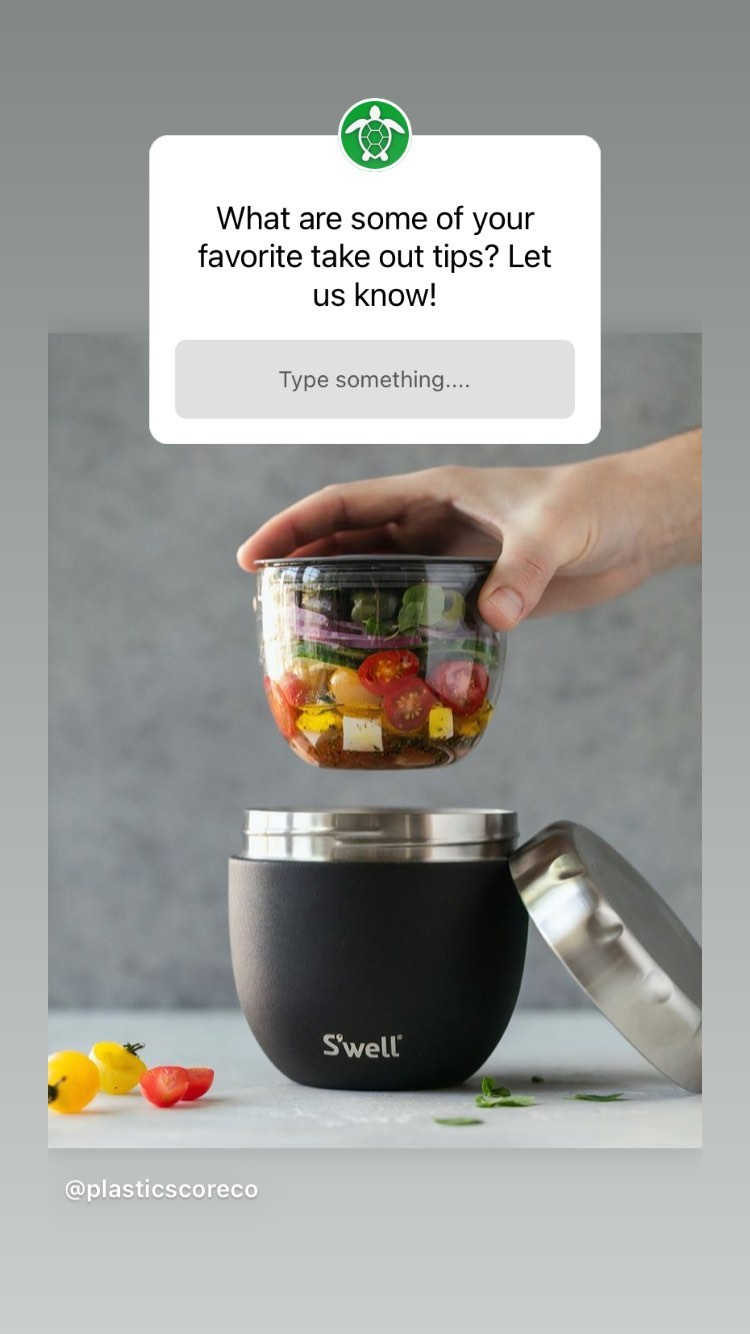 What are some of your
favorite take out tips? Let
us know!
Type something....
S'well®
@plasticscoreco